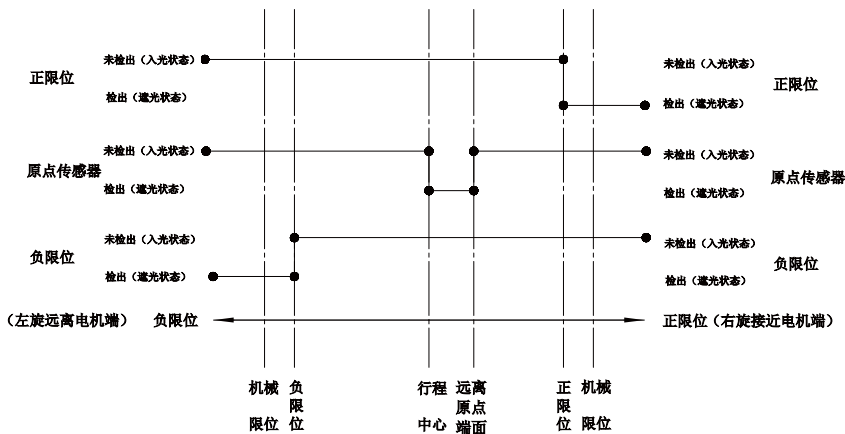 未检出（入光状态）
正限位
检出（遮光状态）
未检出（入光状态）
正限位
检出（遮光状态）
未检出（入光状态）
原点传感器
检出（遮光状态）
未检出（入光状态）
原点传感器
检出（遮光状态）
未检出（入光状态）
负限位
检出（遮光状态）
未检出（入光状态）
负限位
检出（遮光状态）
（左旋远离电机端） 负限位
正限位（右旋接近电机端）
机械
限位
负
限
位
行程
中心
远离
原点
端面
正
限
位
机械
限位